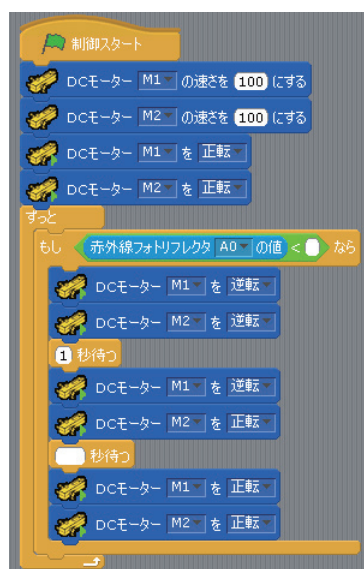 制御スタート
DCモーター M1 の速さを 100 にする
DCモーター M2 の速さを 100 にする
DCモーター M1 を 正転
DCモーター M2 を 正転
ずっと
もし 赤外線フォトリフレクタ A0 の値 < なら
DCモーター M1 を 逆転
DCモーター M2 を 逆転
1 秒待つ
DCモーター M1 を 逆転
DCモーター M2 を 正転
秒待つ
DCモーター M1 を 正転
DCモーター M2 を 正転